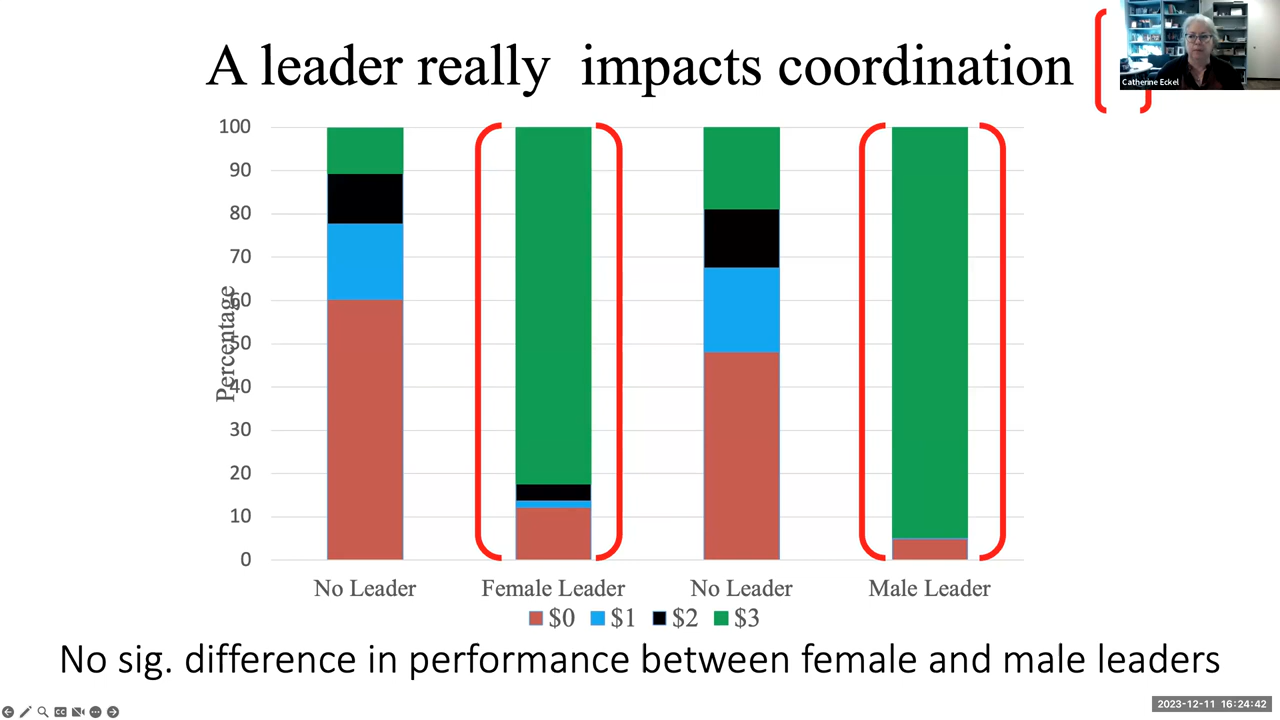 A leader really impacts coordination
Catherine Eckel
100
90
80
70
60
50
40
30
20
10
0
Percentage
No Leader Female Leader No Leader Male Leader
$0 $1 $2 $3
No sig. difference in performance between female and male leaders
2023-12-11 16:24:42